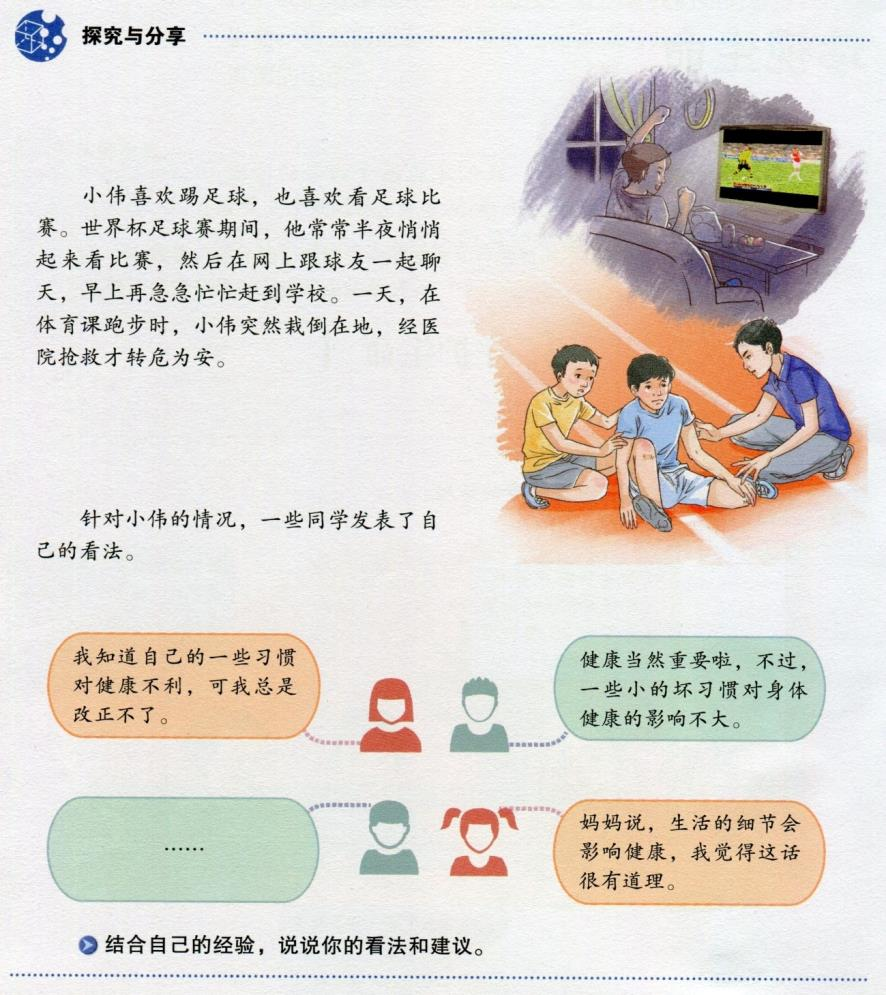 探究与分享
小伟喜欢踢足球，也喜欢看足球比
赛。世界杯足球赛期间，他常常半夜悄悄
起来看比赛，然后在网上跟球友一起聊
天，早上再急急忙忙赶到学校。一天，在
体育课跑步时，小伟突然栽倒在地，经医
院抢救才转危为安。
针对小伟的情况，一些同学发表了自
己的看法。
我知道自己的一些习惯
对健康不利，可我总是
改正不了。
健康当然重要啦，不过，
一些小的坏习惯对身体
健康的影响不大。
……
妈妈说，生活的细节会
影响健康，我觉得这话
很有道理。
结合自己的经验，说说你的看法和建议。